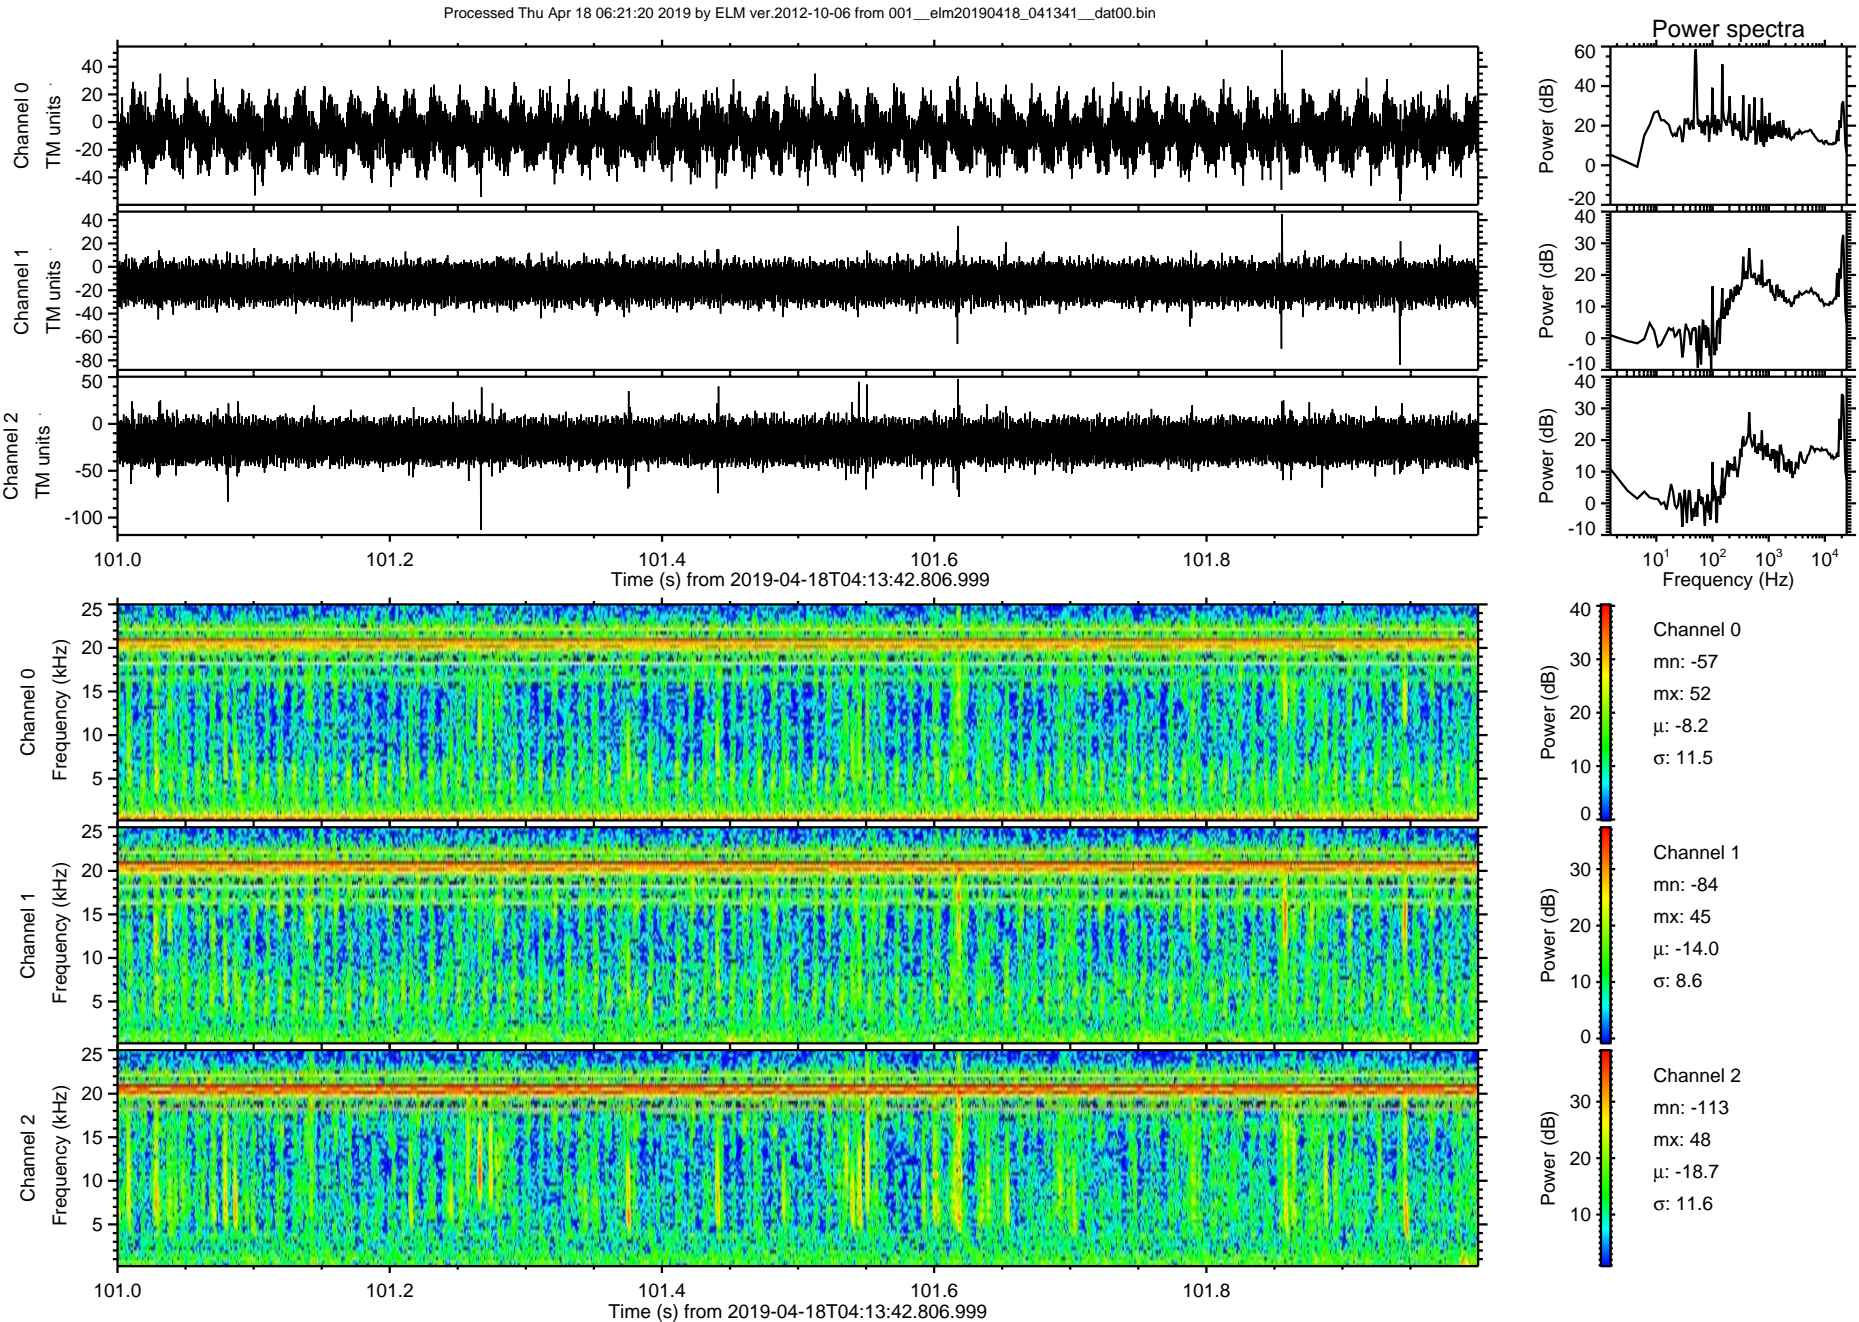 Processed Thu Apr 18 06:21:20 2019 by ELM ver.2012-10-06 from 001__elm20190418_041341__dat00.bin
Power spectra
Channel 0
TM units
40
20
0
-20
-40
Power (dB)
60
40
20
0
-20
Channel 1
TM units
40
20
0
-20
-40
-60
-80
Power (dB)
40
30
20
10
0
-10
Channel 2
TM units
50
0
-50
-100
Power (dB)
40
30
20
10
0
-10
101.0 101.2 101.4 101.6 101.8
Time (s) from 2019-04-18T04:13:42.806.999
10¹ 10² 10³ 10⁴
Frequency (Hz)
Channel 0
Frequency (kHz)
25
20
15
10
5
Power (dB)
40
30
20
10
0
Channel 0
mn: -57
mx: 52
μ: -8.2
σ: 11.5
Channel 1
Frequency (kHz)
25
20
15
10
5
Power (dB)
30
20
10
0
Channel 1
mn: -84
mx: 45
μ: -14.0
σ: 8.6
Channel 2
Frequency (kHz)
25
20
15
10
5
Power (dB)
30
20
10
Channel 2
mn: -113
mx: 48
μ: -18.7
σ: 11.6
101.0 101.2 101.4 101.6 101.8
Time (s) from 2019-04-18T04:13:42.806.999